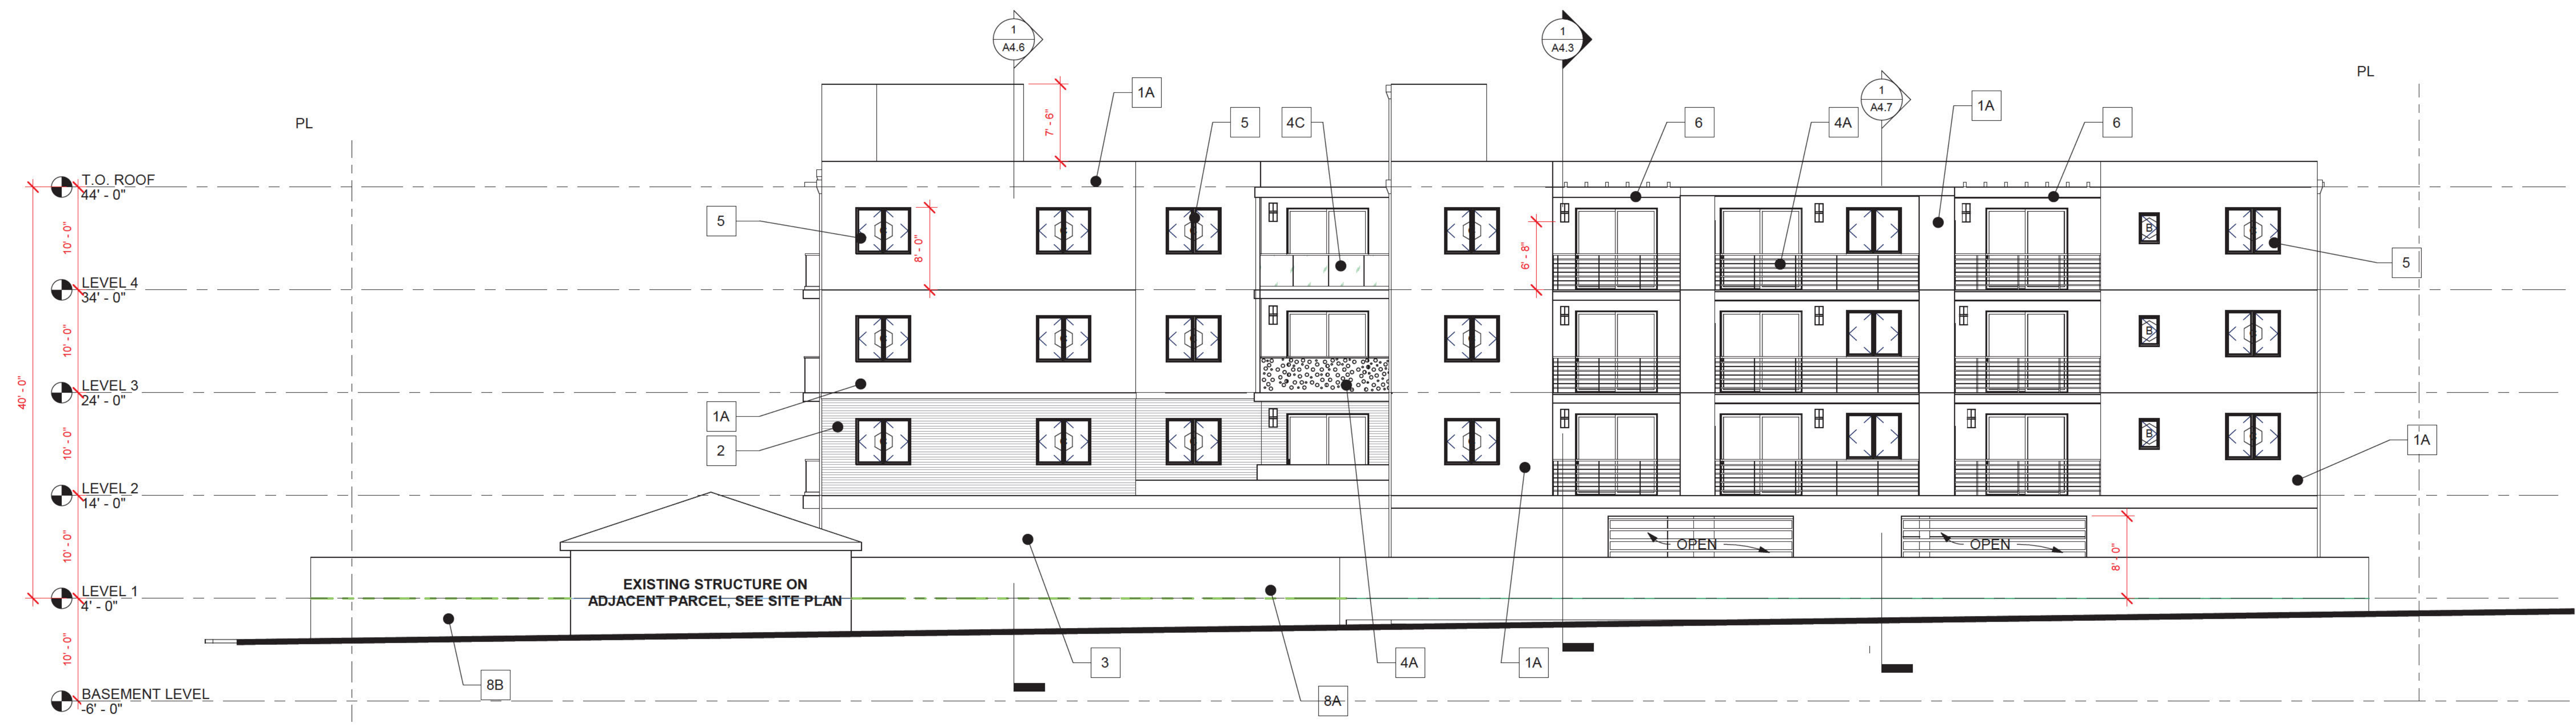 1
A4.6
1
A4.3
PL
1
A4.7
1A
1A
7' - 6"
PL
5
4C
6
4A
6
T.O. ROOF
44' - 0"
5
10' - 0"
8' - 0"
6' - 8"
B
5
LEVEL 4
34' - 0"
10' - 0"
B
40' - 0"
LEVEL 3
24' - 0"
1A
2
10' - 0"
B
1A
LEVEL 2
14' - 0"
10' - 0"
OPEN
OPEN
8' - 0"
EXISTING STRUCTURE ON
ADJACENT PARCEL, SEE SITE PLAN
LEVEL 1
4' - 0"
10' - 0"
8B
3
4A
1A
8A
BASEMENT LEVEL
-6' - 0"